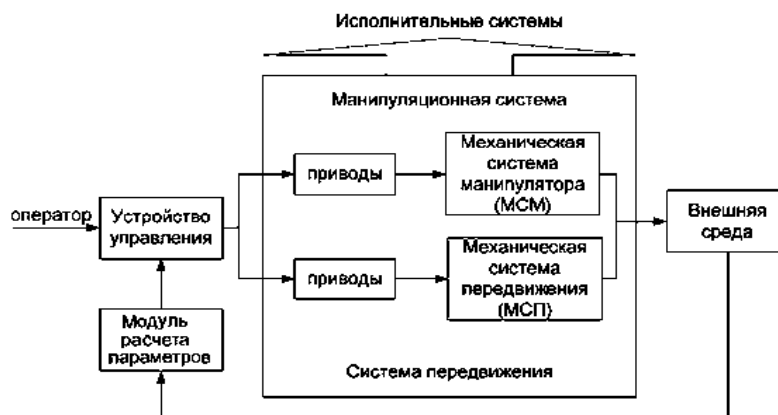 Исполнительные системы
Манипуляционная система
приводы
Механическая
система
манипулятора
(МСМ)
оператор
Устройство
управления
Внешняя
среда
приводы
Механическая
система
передвижения
(МСП)
Модуль
расчета
параметров
Система передвижения